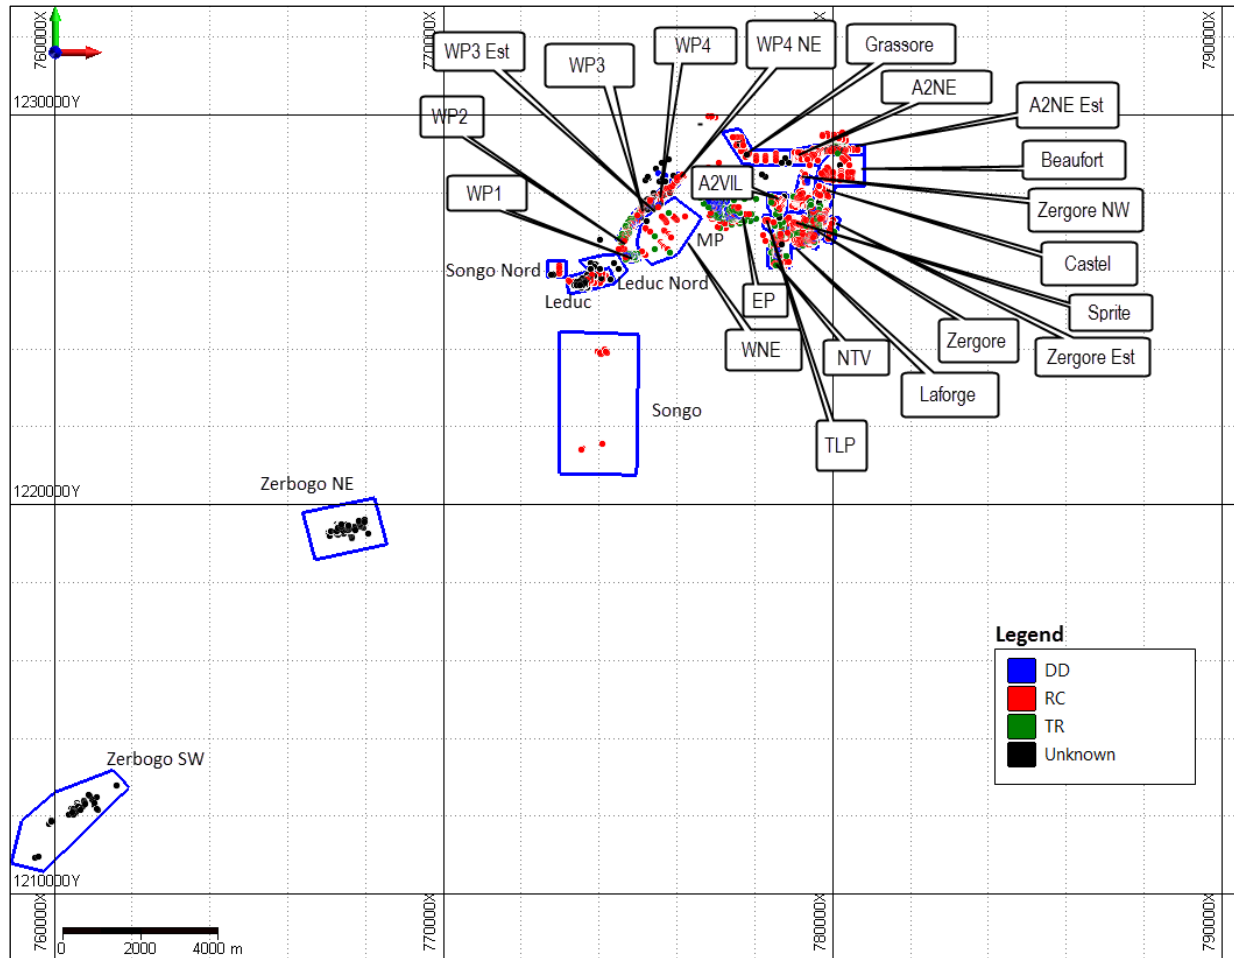 760000X
770000X
780000X
790000X
WP3 Est
WP3
WP4
WP4 NE
Grassore
A2NE
A2NE Est
1230000Y
WP2
Beaufort
WP1
A2VIL
Zergore NW
MP
Castel
Songo Nord
Leduc Nord
Leduc
EP
Sprite
WNE
NTV
Zergore
Zergore Est
Laforge
Songo
TLP
Zerbogo NE
1220000Y
Legend
DD
RC
TR
Unknown
Zerbogo SW
1210000Y
760000X
770000X
780000X
790000X
0 2000 4000 m